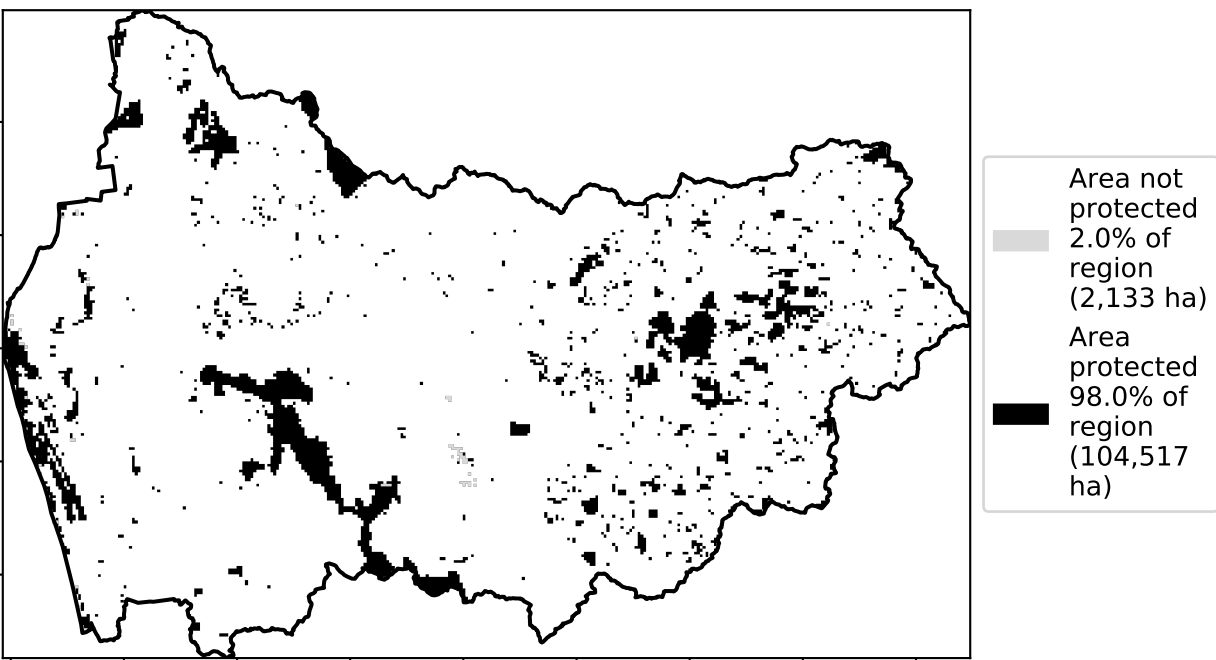 Area not
protected
2.0% of
region
(2,133 ha)
Area
protected
98.0% of
region
(104,517
ha)